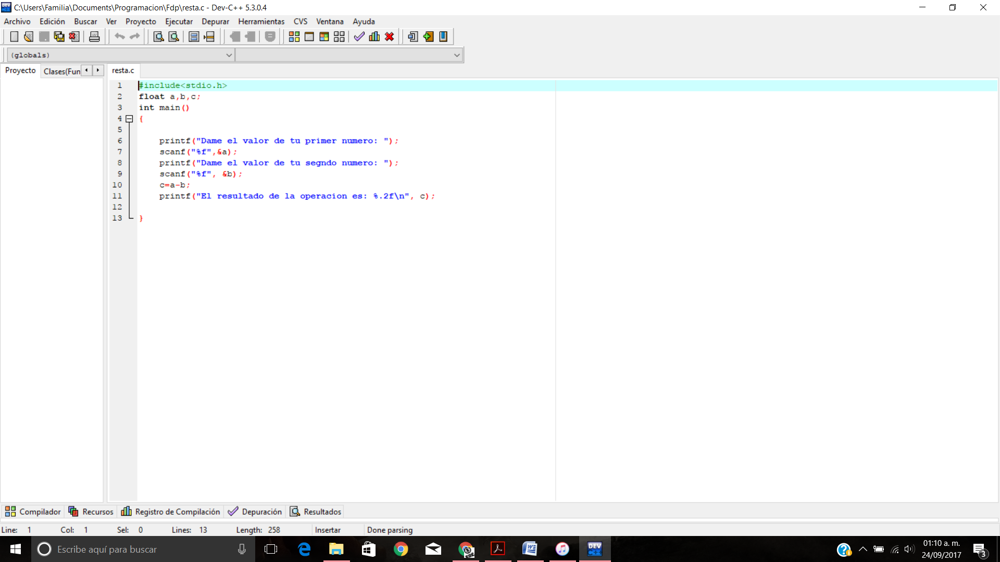 C:\Users\Familia\Documents\Programacion\Fdp\resta.c - Dev-C++ 5.3.0.4
Archivo Edición Buscar Ver Proyecto Ejecutar Depurar Herramientas CVS Ventana Ayuda
(globals)
Proyecto Clases(Fun resta.c
1 #include<stdio.h>
2 float a,b,c;
3 int main()
4 {
5
6 printf("Dame el valor de tu primer numero: ");
7 scanf("%f",&a);
8 printf("Dame el valor de tu segndo numero: ");
9 scanf("%f", &b);
10 c=a-b;
11 printf("El resultado de la operacion es: %.2f\n", c);
12
13 }
Compilador Recursos Registro de Compilación Depuración Resultados
Line: 1 Col: 1 Sel: 0 Lines: 13 Length: 258 Insertar Done parsing
Escribe aquí para buscar
DEV C++
01:10 a. m.
24/09/2017
3